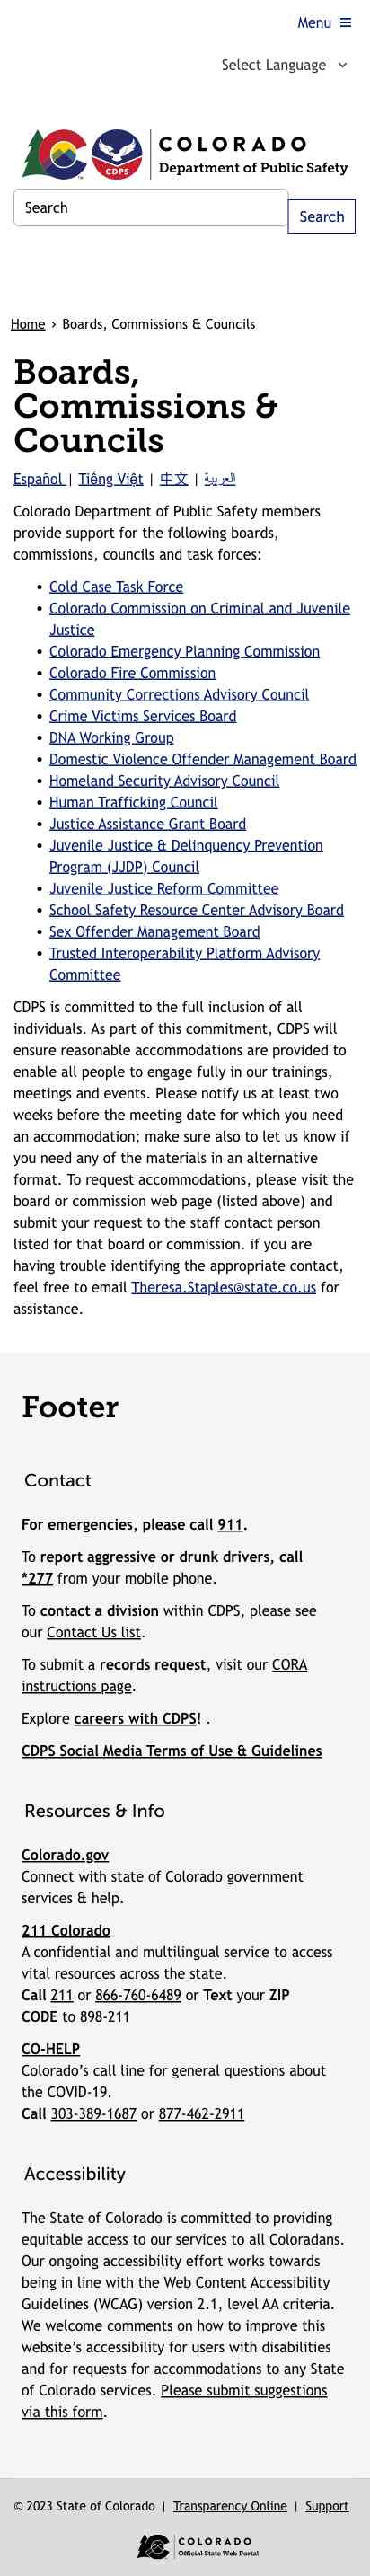 Menu
Select Language
CDPS
COLORADO
Department of Public Safety
Search
Search
Home › Boards, Commissions & Councils
Boards,
Commissions &
Councils
Español | Tiếng Việt | 中文 | العربية
Colorado Department of Public Safety members
provide support for the following boards,
commissions, councils and task forces:
• Cold Case Task Force
• Colorado Commission on Criminal and Juvenile
Justice
• Colorado Emergency Planning Commission
• Colorado Fire Commission
• Community Corrections Advisory Council
• Crime Victims Services Board
• DNA Working Group
• Domestic Violence Offender Management Board
• Homeland Security Advisory Council
• Human Trafficking Council
• Justice Assistance Grant Board
• Juvenile Justice & Delinquency Prevention
Program (JJDP) Council
• Juvenile Justice Reform Committee
• School Safety Resource Center Advisory Board
• Sex Offender Management Board
• Trusted Interoperability Platform Advisory
Committee
CDPS is committed to the full inclusion of all
individuals. As part of this commitment, CDPS will
ensure reasonable accommodations are provided to
enable all people to engage fully in our trainings,
meetings and events. Please notify us at least two
weeks before the meeting date for which you need
an accommodation; make sure also to let us know if
you need any of the materials in an alternative
format. To request accommodations, please visit the
board or commission web page (listed above) and
submit your request to the staff contact person
listed for that board or commission. if you are
having trouble identifying the appropriate contact,
feel free to email Theresa.Staples@state.co.us for
assistance.
Footer
Contact
For emergencies, please call 911.
To report aggressive or drunk drivers, call
*277 from your mobile phone.
To contact a division within CDPS, please see
our Contact Us list.
To submit a records request, visit our CORA
instructions page.
Explore careers with CDPS! .
CDPS Social Media Terms of Use & Guidelines
Resources & Info
Colorado.gov
Connect with state of Colorado government
services & help.
211 Colorado
A confidential and multilingual service to access
vital resources across the state.
Call 211 or 866-760-6489 or Text your ZIP
CODE to 898-211
CO-HELP
Colorado’s call line for general questions about
the COVID-19.
Call 303-389-1687 or 877-462-2911
Accessibility
The State of Colorado is committed to providing
equitable access to our services to all Coloradans.
Our ongoing accessibility effort works towards
being in line with the Web Content Accessibility
Guidelines (WCAG) version 2.1, level AA criteria.
We welcome comments on how to improve this
website’s accessibility for users with disabilities
and for requests for accommodations to any State
of Colorado services. Please submit suggestions
via this form.
© 2023 State of Colorado | Transparency Online | Support
COLORADO
Official State Web Portal